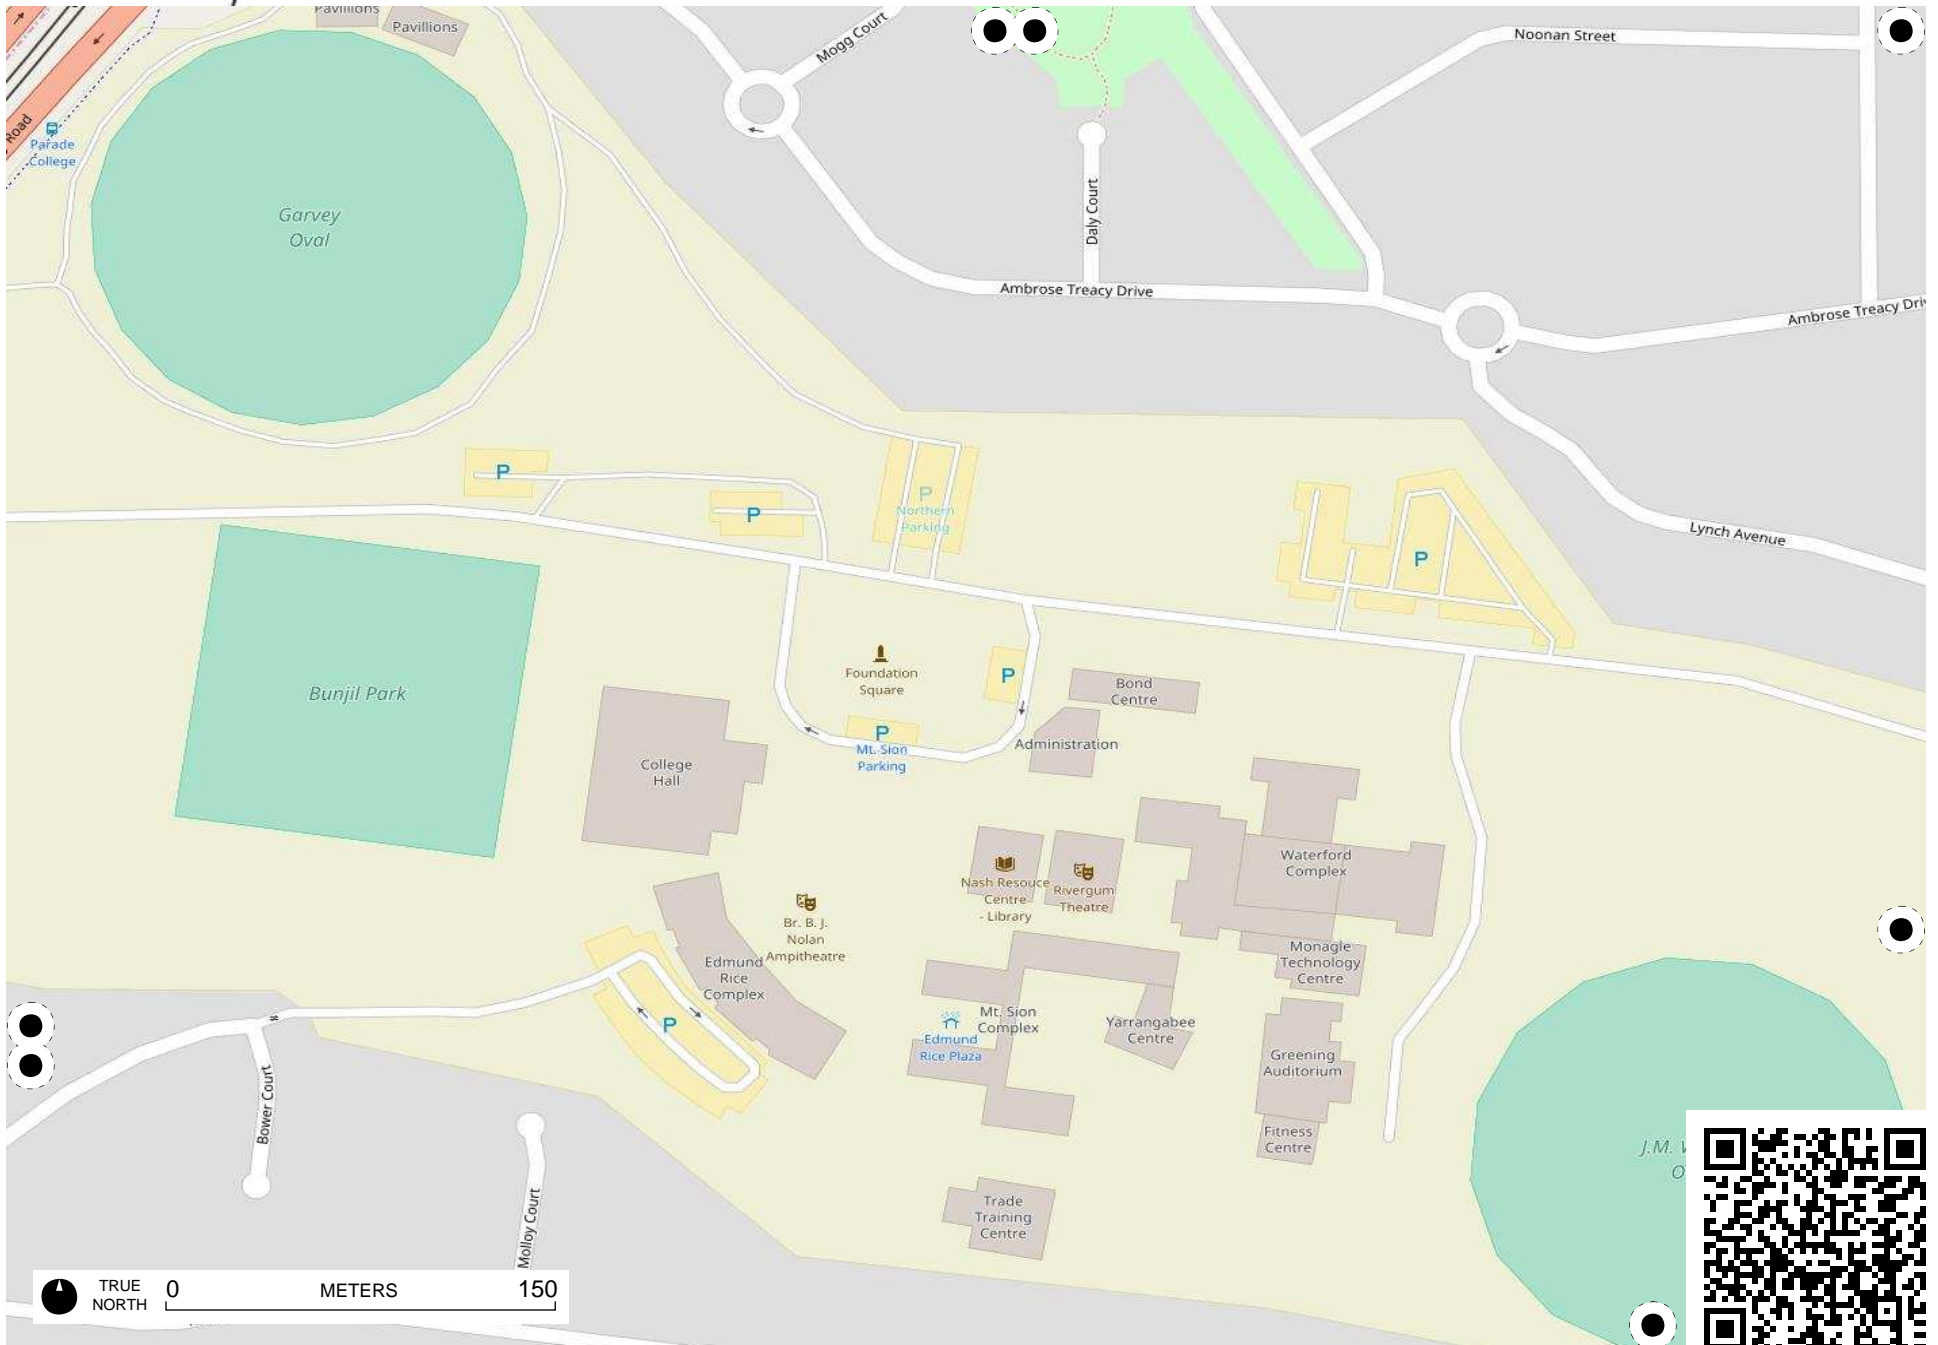 Pavillions
Pavillions
Mogg Court
Noonan Street
Road
Parade
College
Daly Court
Garvey
Oval
Ambrose Treacy Drive
Ambrose Treacy Driv
P
P
P
Northern
Parking
P
Lynch Avenue
Foundation
Square
P
Bond
Centre
Bunjil Park
P
Mt. Sion
Parking
Administration
College
Hall
Waterford
Complex
Nash Resouce
Centre
- Library
Rivergum
Theatre
Br. B. J.
Nolan
Ampitheatre
Edmund
Rice
Complex
Monagle
Technology
Centre
P
Mt. Sion
Complex
Edmund
Rice Plaza
Yarrangabee
Centre
Greening
Auditorium
Bower Court
Fitness
Centre
J.M.
Molloy Court
Trade
Training
Centre
TRUE
NORTH
0 METERS 150